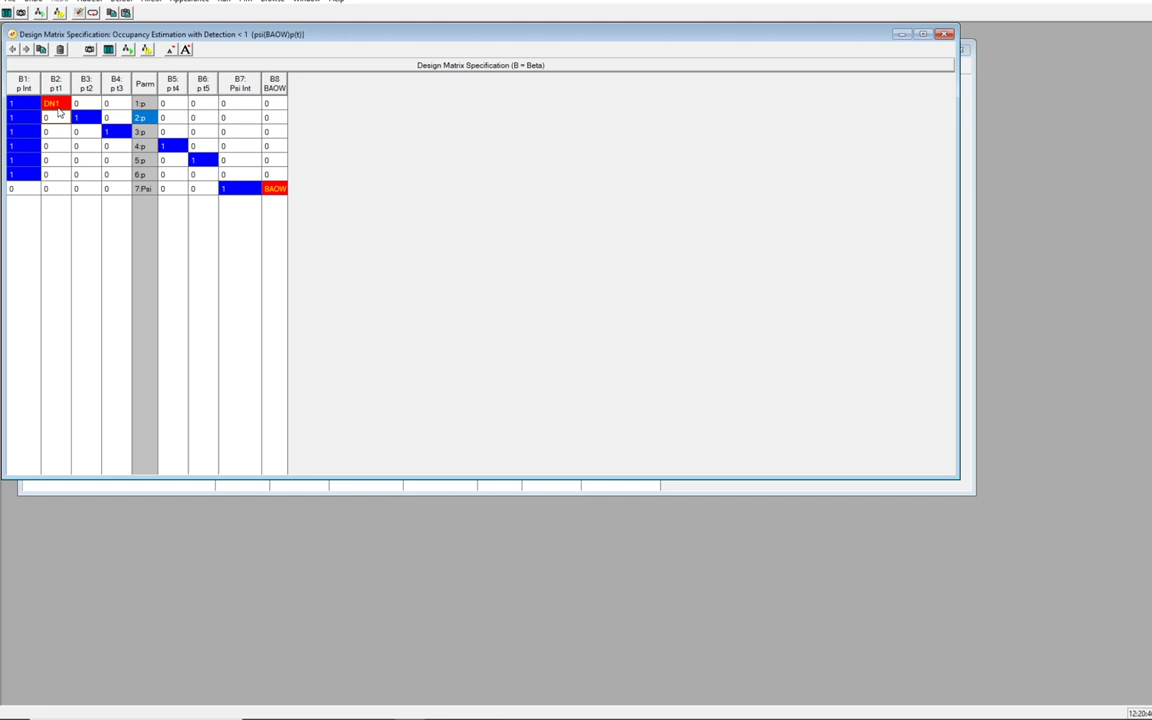 Design Matrix Specification: Occupancy Estimation with Detection < 1 {psi(BAOW)p(t)}
Design Matrix Specification (B = Beta)
B1: B2: B3: B4: Parm B5: B6: B7: B8
p Int p t1 p t2 p t3 p t4 p t5 Psi Int BAOW
1 DN1 0 0 1:p 0 0 0 0
1 0 1 0 2:p 0 0 0 0
1 0 0 1 3:p 0 0 0 0
1 0 0 0 4:p 1 0 0 0
1 0 0 0 5:p 0 1 0 0
1 0 0 0 6:p 0 0 0 0
0 0 0 0 7:Psi 0 0 1 BAOW